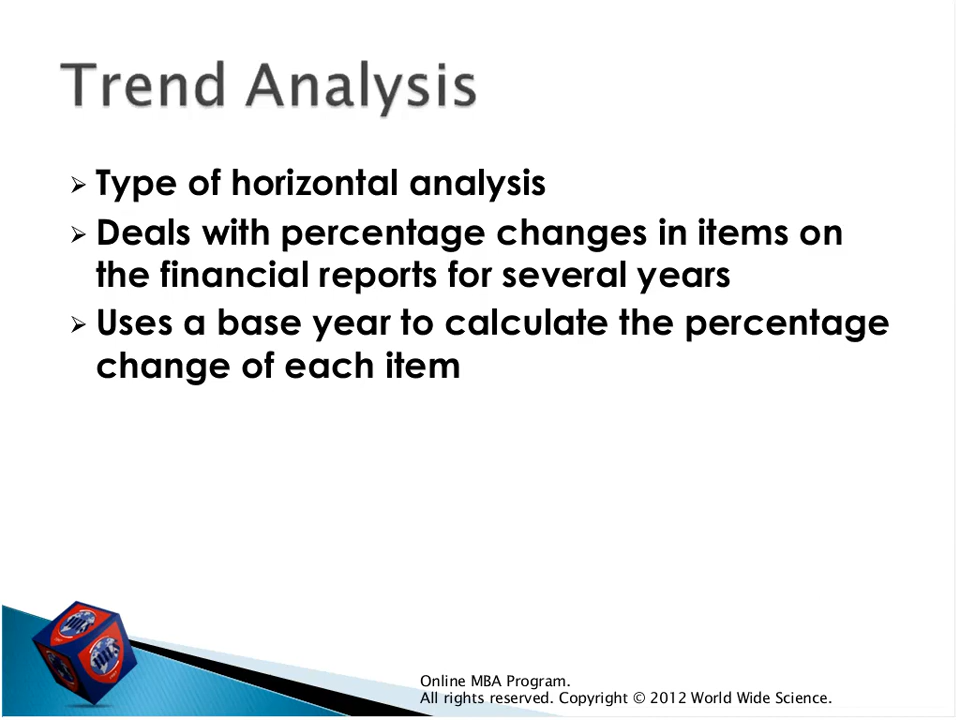 Trend Analysis
➢ Type of horizontal analysis
➢ Deals with percentage changes in items on
the financial reports for several years
➢ Uses a base year to calculate the percentage
change of each item
Online MBA Program.
All rights reserved. Copyright © 2012 World Wide Science.